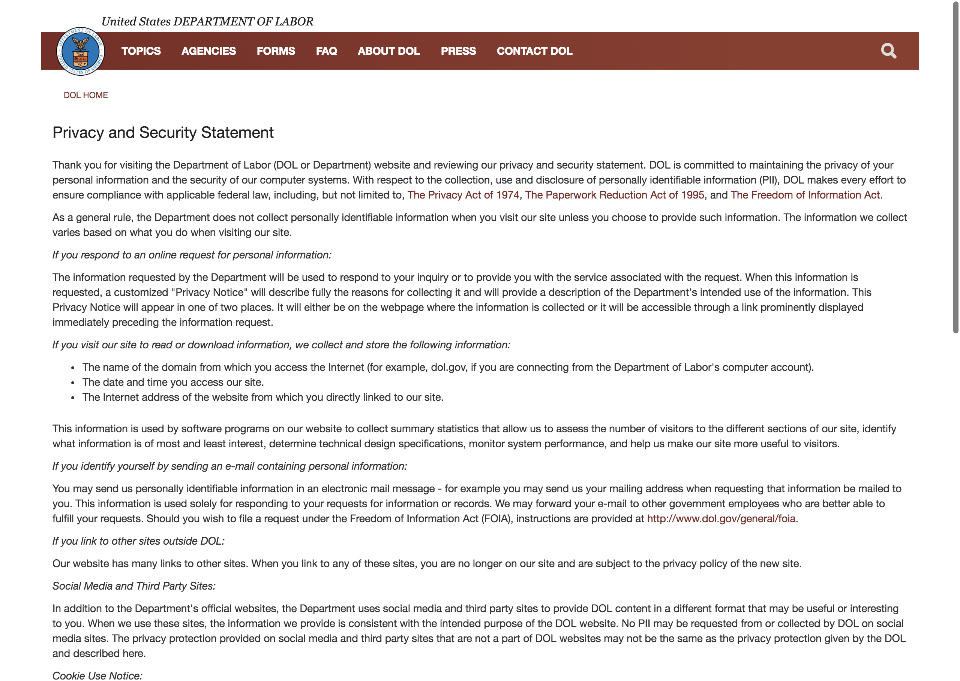 United States DEPARTMENT OF LABOR
TOPICS AGENCIES FORMS FAQ ABOUT DOL PRESS CONTACT DOL
DOL HOME
Privacy and Security Statement
Thank you for visiting the Department of Labor (DOL or Department) website and reviewing our privacy and security statement. DOL is committed to maintaining the privacy of your
personal information and the security of our computer systems. With respect to the collection, use and disclosure of personally identifiable information (PII), DOL makes every effort to
ensure compliance with applicable federal law, including, but not limited to, The Privacy Act of 1974, The Paperwork Reduction Act of 1995, and The Freedom of Information Act.
As a general rule, the Department does not collect personally identifiable information when you visit our site unless you choose to provide such information. The information we collect
varies based on what you do when visiting our site.
If you respond to an online request for personal information:
The information requested by the Department will be used to respond to your inquiry or to provide you with the service associated with the request. When this information is
requested, a customized "Privacy Notice" will describe fully the reasons for collecting it and will provide a description of the Department's intended use of the information. This
Privacy Notice will appear in one of two places. It will either be on the webpage where the information is collected or it will be accessible through a link prominently displayed
immediately preceding the information request.
If you visit our site to read or download information, we collect and store the following information:
• The name of the domain from which you access the Internet (for example, dol.gov, if you are connecting from the Department of Labor's computer account).
• The date and time you access our site.
• The Internet address of the website from which you directly linked to our site.
This information is used by software programs on our website to collect summary statistics that allow us to assess the number of visitors to the different sections of our site, identify
what information is of most and least interest, determine technical design specifications, monitor system performance, and help us make our site more useful to visitors.
If you identify yourself by sending an e-mail containing personal information:
You may send us personally identifiable information in an electronic mail message - for example you may send us your mailing address when requesting that information be mailed to
you. This information is used solely for responding to your requests for information or records. We may forward your e-mail to other government employees who are better able to
fulfill your requests. Should you wish to file a request under the Freedom of Information Act (FOIA), instructions are provided at http://www.dol.gov/general/foia.
If you link to other sites outside DOL:
Our website has many links to other sites. When you link to any of these sites, you are no longer on our site and are subject to the privacy policy of the new site.
Social Media and Third Party Sites:
In addition to the Department's official websites, the Department uses social media and third party sites to provide DOL content in a different format that may be useful or interesting
to you. When we use these sites, the information we provide is consistent with the intended purpose of the DOL website. No PII may be requested from or collected by DOL on social
media sites. The privacy protection provided on social media and third party sites that are not a part of DOL websites may not be the same as the privacy protection given by the DOL
and described here.
Cookie Use Notice: